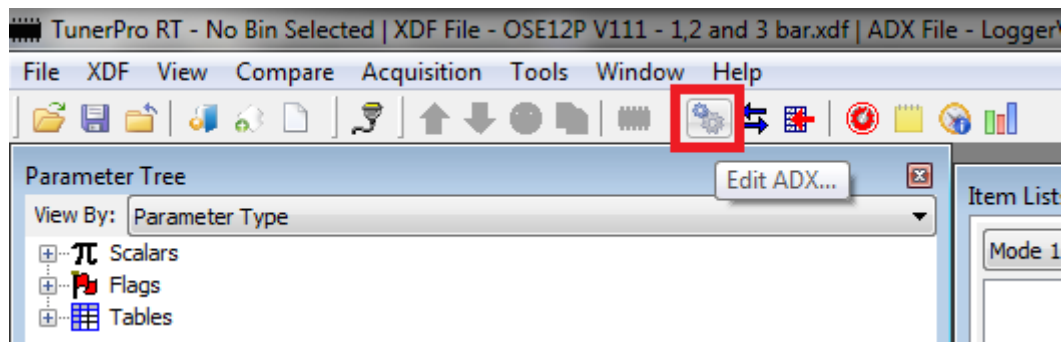 TunerPro RT - No Bin Selected | XDF File - OSE12P V111 - 1,2 and 3 bar.xdf | ADX File - Logger
File XDF View Compare Acquisition Tools Window Help
Edit ADX...
Parameter Tree
View By: Parameter Type
Scalars
Flags
Tables
Item List
Mode 1